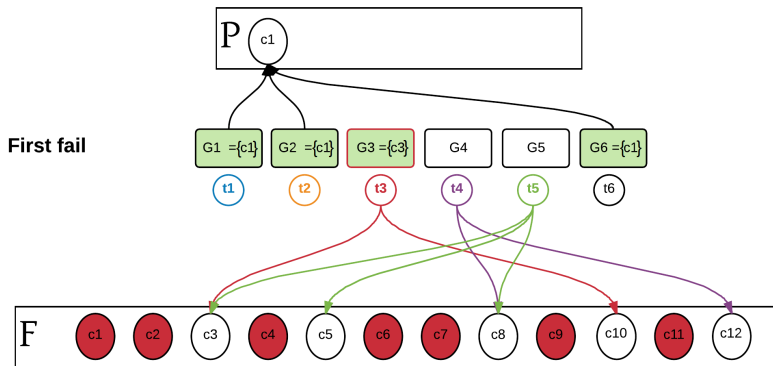 P c1
First fail G1 ={c1} G2 ={c1} G3 ={c3} G4 G5 G6 ={c1}
t1 t2 t3 t4 t5 t6
F c1 c2 c3 c4 c5 c6 c7 c8 c9 c10 c11 c12